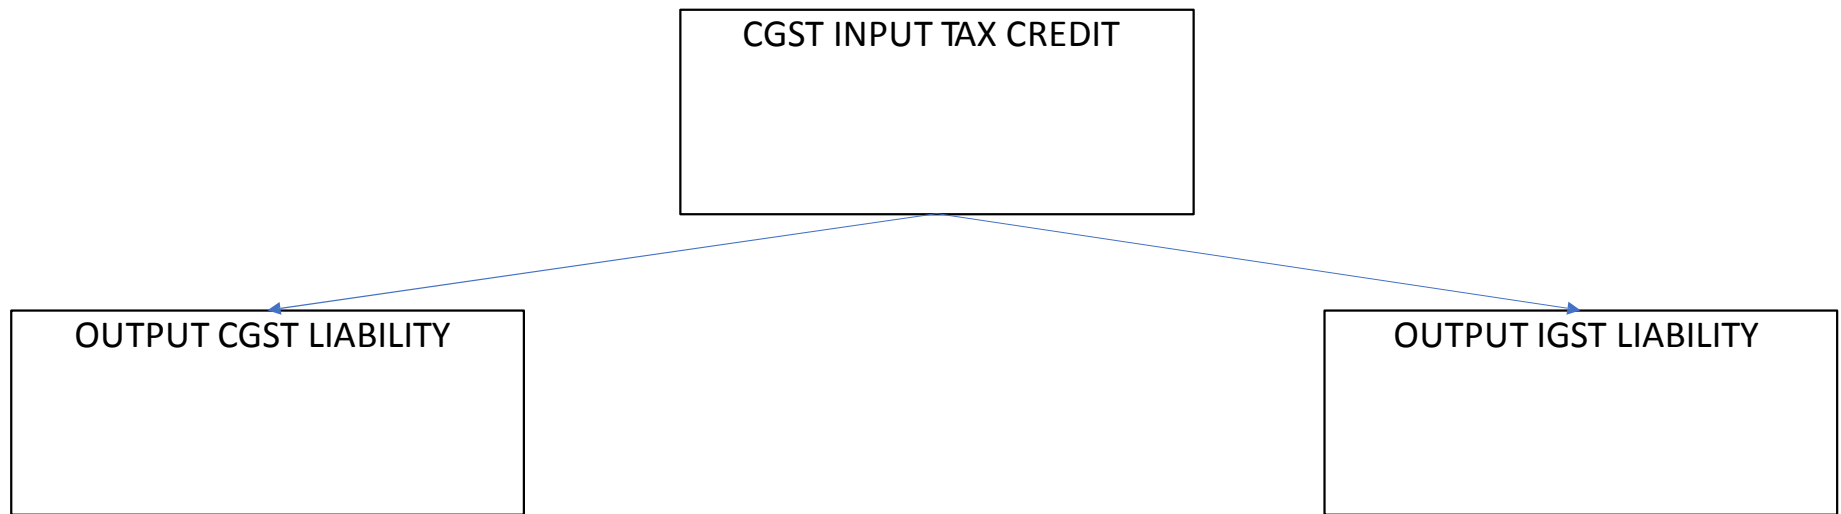 CGST INPUT TAX CREDIT
OUTPUT CGST LIABILITY
OUTPUT IGST LIABILITY